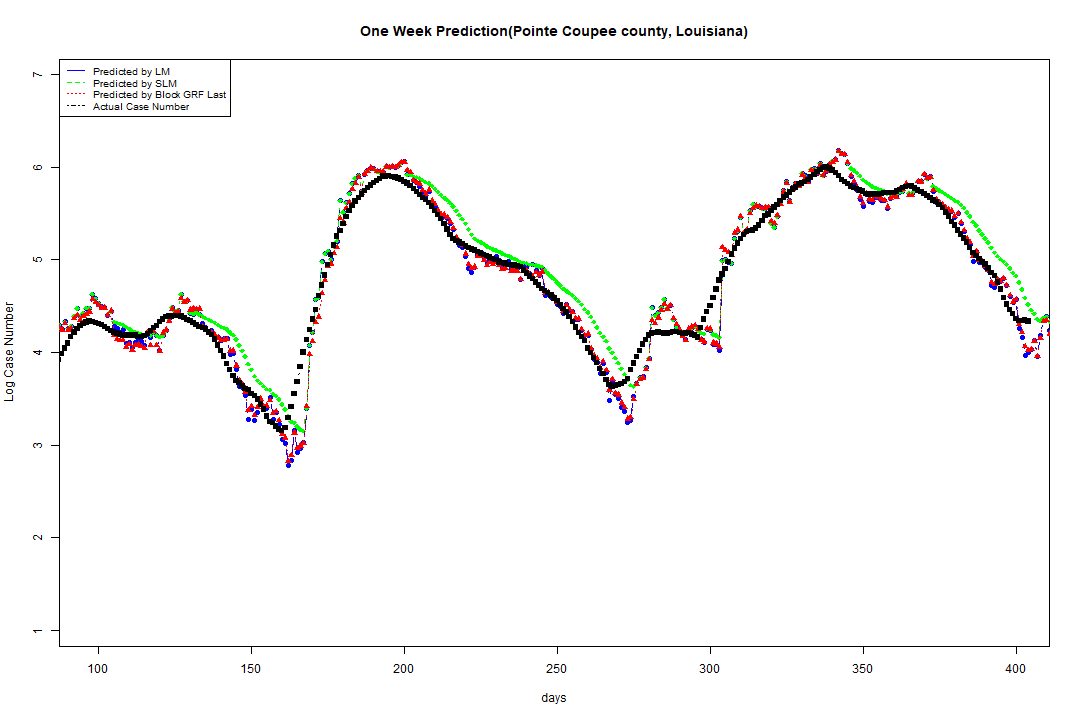 One Week Prediction(Pointe Coupee county, Louisiana)
Predicted by LM
Predicted by SLM
Predicted by Block GRF Last
Actual Case Number
7
6
5
4
3
2
1
Log Case Number
100 150 200 250 300 350 400
days